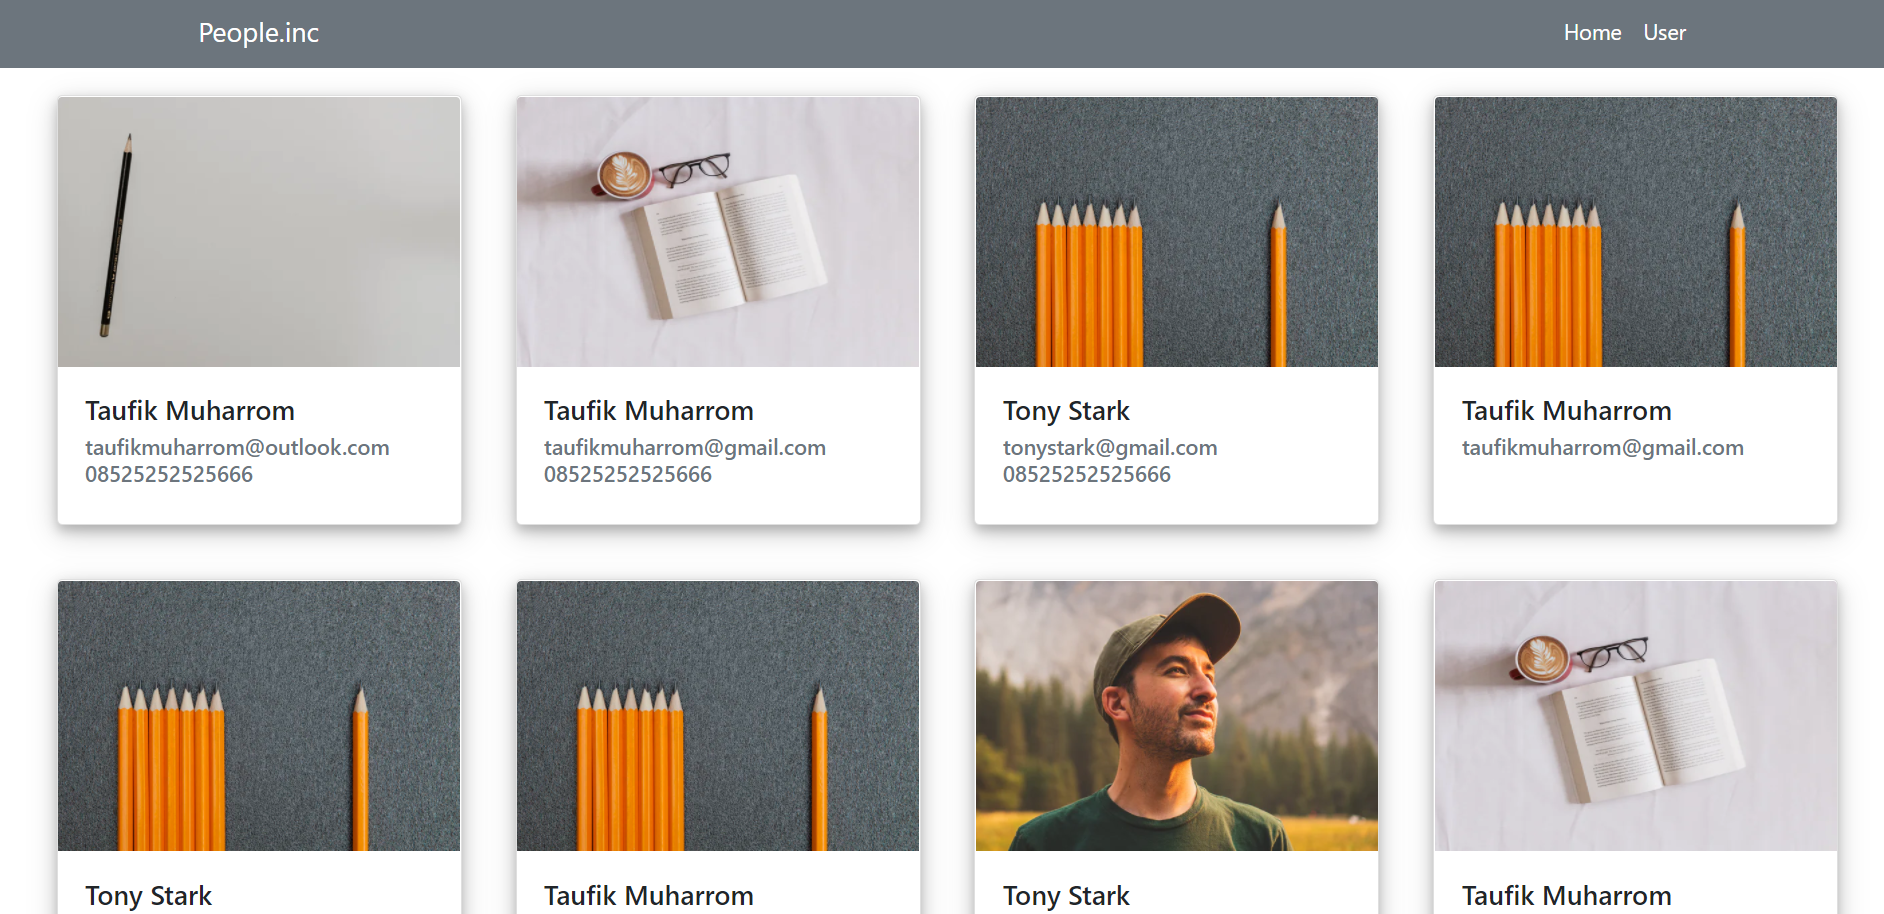 People.inc
Home User
Taufik Muharrom
taufikmuharrom@outlook.com
08525252525666
Taufik Muharrom
taufikmuharrom@gmail.com
08525252525666
Tony Stark
tonystark@gmail.com
08525252525666
Taufik Muharrom
taufikmuharrom@gmail.com
Tony Stark
Taufik Muharrom
Tony Stark
Taufik Muharrom